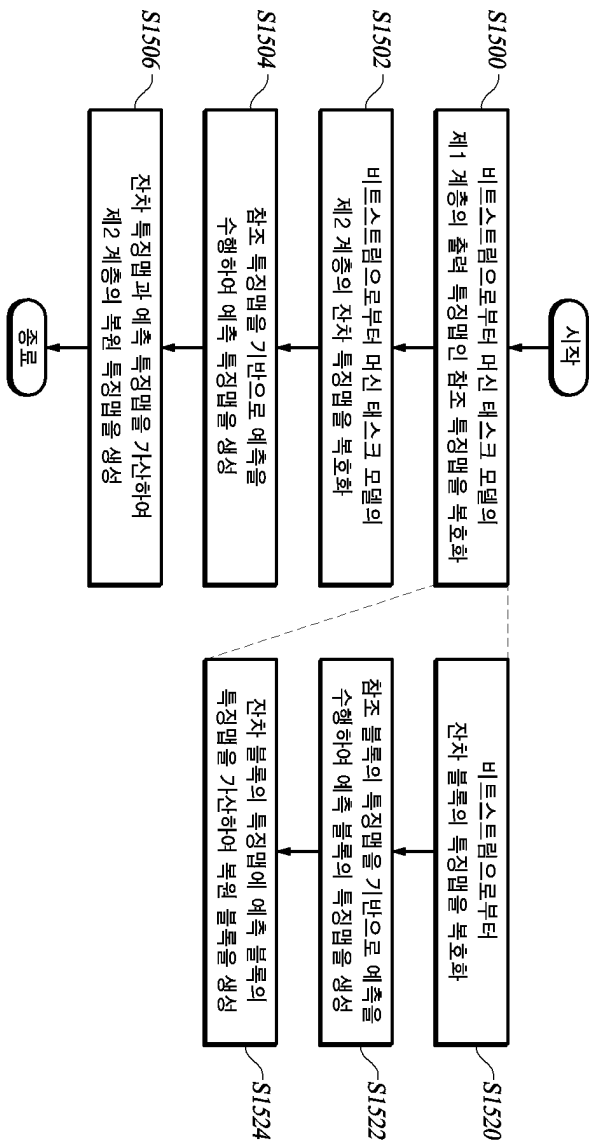 시작
S1500
비트스트림으로부터 머신 태스크 모델의
제1 계층의 출력 특징맵인 참조 특징맵을 복호화
S1502
비트스트림으로부터 머신 태스크 모델의
제2 계층의 잔차 특징맵을 복호화
S1504
참조 특징맵을 기반으로 예측을
수행하여 예측 특징맵을 생성
S1506
잔차 특징맵과 예측 특징맵을 가산하여
제2 계층의 복원 특징맵을 생성
종료
비트스트림으로부터
잔차 블록의 특징맵을 복호화
S1520
참조 블록의 특징맵을 기반으로 예측을
수행하여 예측 블록의 특징맵을 생성
S1522
잔차 블록의 특징맵에 예측 블록의
특징맵을 가산하여 복원 블록을 생성
S1524